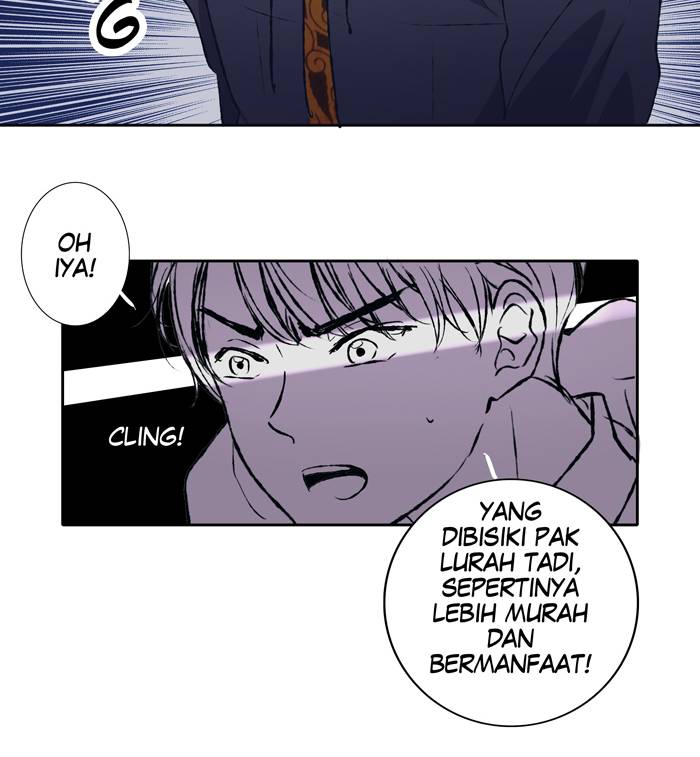 G
OH
IYA!
CLING!
YANG
DIBISIKI PAK
LURAH TADI,
SEPERTINYA
LEBIH MURAH
DAN
BERMANFAAT!